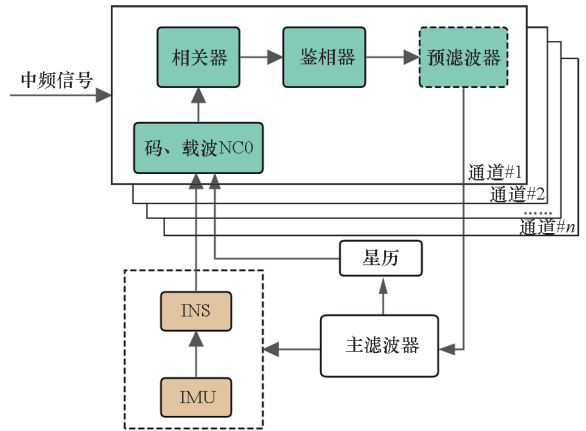 相关器
鉴相器
预滤波器
中频信号
码、载波NC0
通道#1
通道#2
……
通道#n
星历
INS
主滤波器
IMU